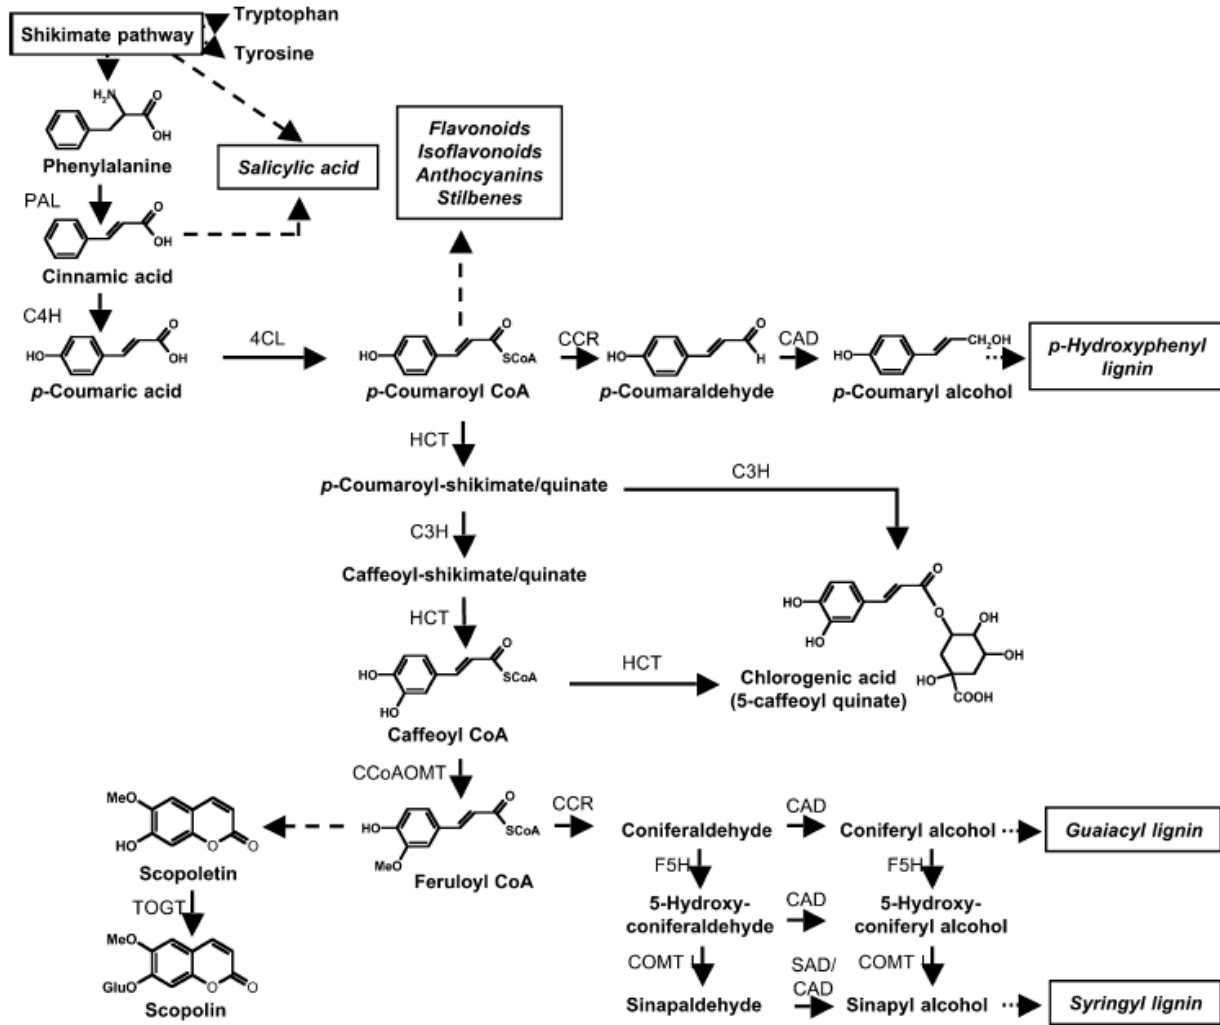 Tryptophan
Shikimate pathway
Tyrosine
H2N
O
OH
Phenylalanine
Salicylic acid
Flavonoids
Isoflavonoids
Anthocyanins
Stilbenes
PAL
O
OH
Cinnamic acid
C4H
HO
O
OH
p-Coumaric acid
4CL
HO
O
SCoA
p-Coumaroyl CoA
CCR
HO
O
H
p-Coumaraldehyde
CAD
HO
CH2OH
p-Coumaryl alcohol
p-Hydroxyphenyl
lignin
HCT
p-Coumaroyl-shikimate/quinate
C3H
C3H
Caffeoyl-shikimate/quinate
HCT
HO
HO
O
SCoA
Caffeoyl CoA
HCT
HO
HO
O
O
OH
OH
HO
COOH
Chlorogenic acid
(5-caffeoyl quinate)
CCoAOMT
HO
MeO
O
SCoA
Feruloyl CoA
MeO
HO
O
O
Scopoletin
TOGT
MeO
GluO
O
O
Scopolin
CCR
Coniferaldehyde
CAD
Coniferyl alcohol
Guaiacyl lignin
F5H
F5H
5-Hydroxy-
coniferaldehyde
CAD
5-Hydroxy-
coniferyl alcohol
COMT I
SAD/
CAD
COMT I
Sinapaldehyde
Sinapyl alcohol
Syringyl lignin